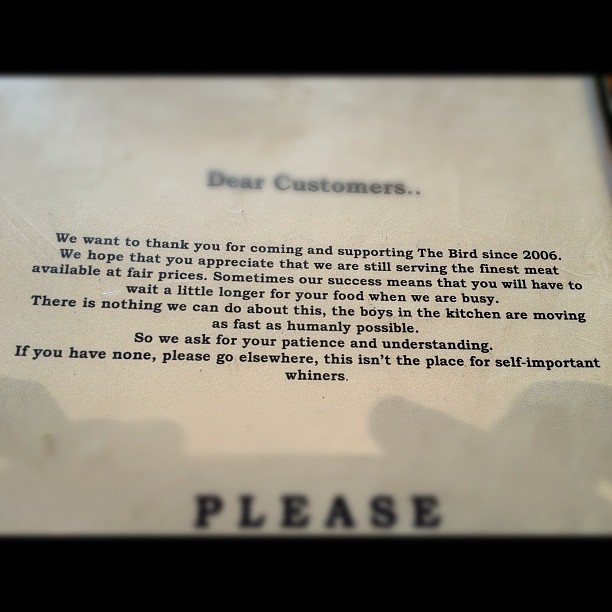 Dear Customers..
We want to thank you for coming and supporting The Bird since 2006.
We hope that you appreciate that we are still serving the finest meat
available at fair prices. Sometimes our success means that you will have to
wait a little longer for your food when we are busy.
There is nothing we can do about this, the boys in the kitchen are moving
as fast as humanly possible.
So we ask for your patience and understanding.
If you have none, please go elsewhere, this isn't the place for self-important
whiners.
PLEASE